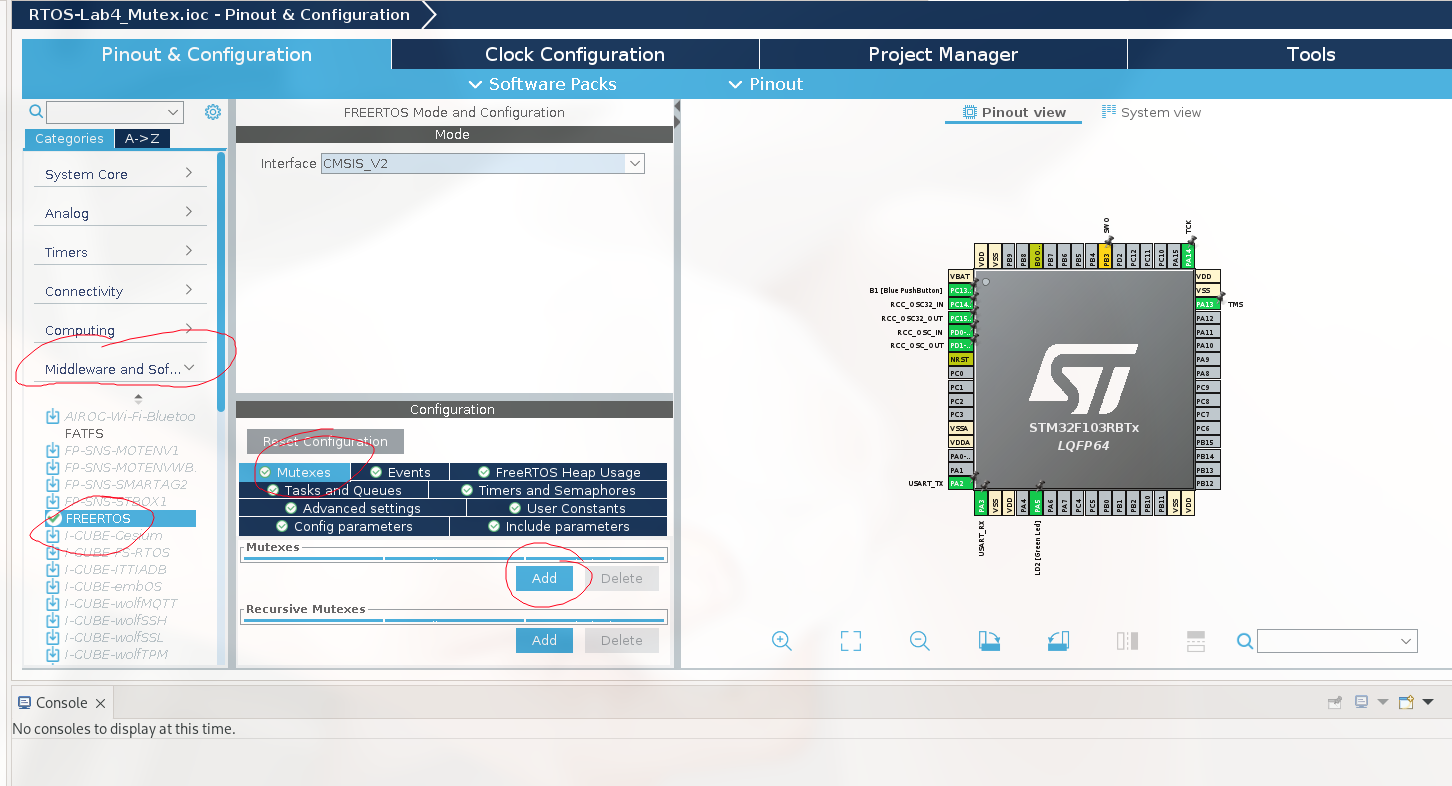 RTOS-Lab4_Mutex.ioc - Pinout & Configuration
Pinout & Configuration
Clock Configuration
Project Manager
Tools
Software Packs
Pinout
Categories
A->Z
System Core
Analog
Timers
Connectivity
Computing
Middleware and Sof...
AIROC-Wi-Fi-Bluetoo
FATFS
FP-SNS-MOTENV1
FP-SNS-MOTENVWB.
FP-SNS-SMARTAG2
FP-SNS-STBOX1
FREERTOS
I-CUBE-Cesium
I-CUBE-FS-RTOS
I-CUBE-ITTIADB
I-CUBE-embOS
I-CUBE-wolfMQTT
I-CUBE-wolfSSH
I-CUBE-wolfSSL
I-CUBE-wolfTPM
FREERTOS Mode and Configuration
Mode
Interface CMSIS_V2
Configuration
Reset Configuration
Mutexes
Events
FreeRTOS Heap Usage
Tasks and Queues
Timers and Semaphores
Advanced settings
User Constants
Config parameters
Include parameters
Mutexes
Add
Delete
Recursive Mutexes
Add
Delete
Pinout view
System view
SWO
TCK
VDD
VSS
PB9
PB8
BOO..
PB7
PB6
PB5
PB4
PB3
PD2
PC12
PC11
PC10
PA15
PA14
VBAT
B1 [Blue PushButton]
PC13..
RCC_OSC32_IN
PC14..
RCC_OSC32_OUT
PC15..
RCC_OSC_IN
PD0-..
RCC_OSC_OUT
PD1-..
NRST
PC0
PC1
PC2
PC3
VSSA
VDDA
PA0-..
PA1
USART_TX
PA2
ST
STM32F103RBTx
LQFP64
VDD
VSS
PA13
TMS
PA12
PA11
PA10
PA9
PA8
PC9
PC8
PC7
PC6
PB15
PB14
PB13
PB12
PA3
VSS
VDD
PA4
PA5
PA6
PA7
PC4
PC5
PB0
PB1
PB2
PB10
PB11
VSS
VDD
USART_RX
LD2 [Green Led]
Console
No consoles to display at this time.